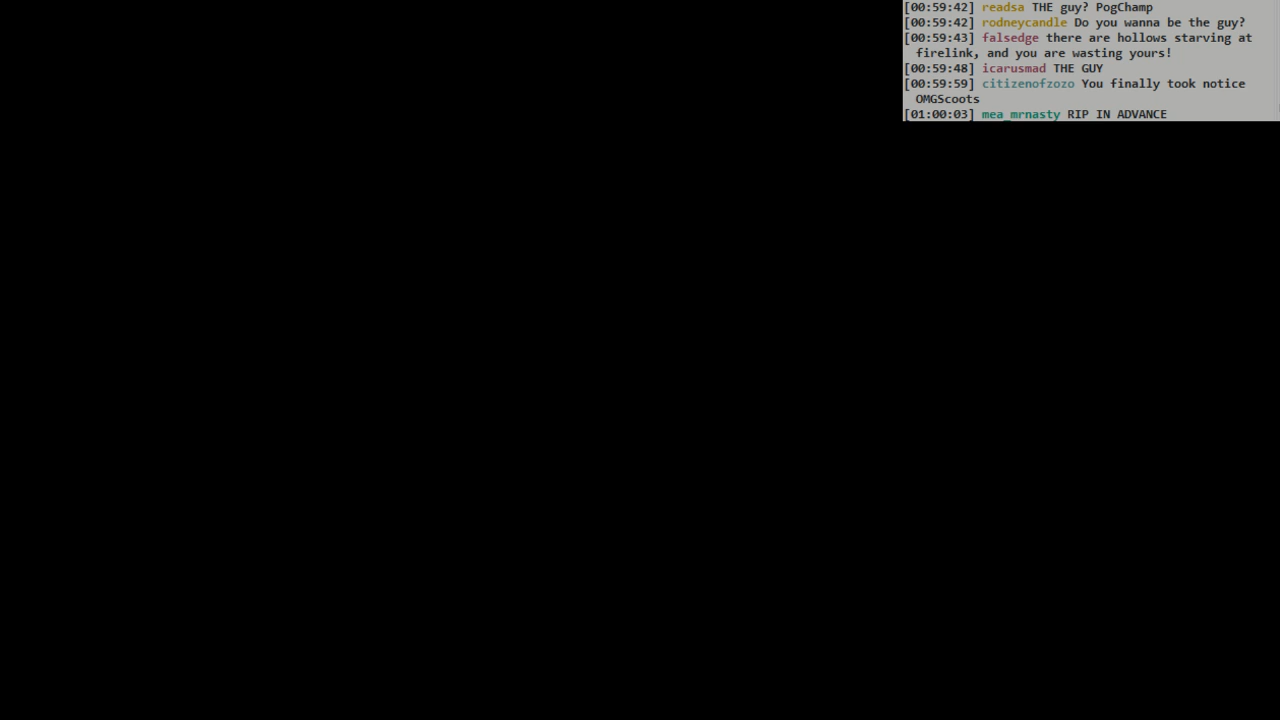 [00:59:42] readsa THE guy? PogChamp
[00:59:42] rodneycandle Do you wanna be the guy?
[00:59:43] falsedge there are hollows starving at
firelink, and you are wasting yours!
[00:59:48] icarusmad THE GUY
[00:59:59] citizenofzozo You finally took notice
OMGScoots
[01:00:03] mea_mrnasty RIP IN ADVANCE